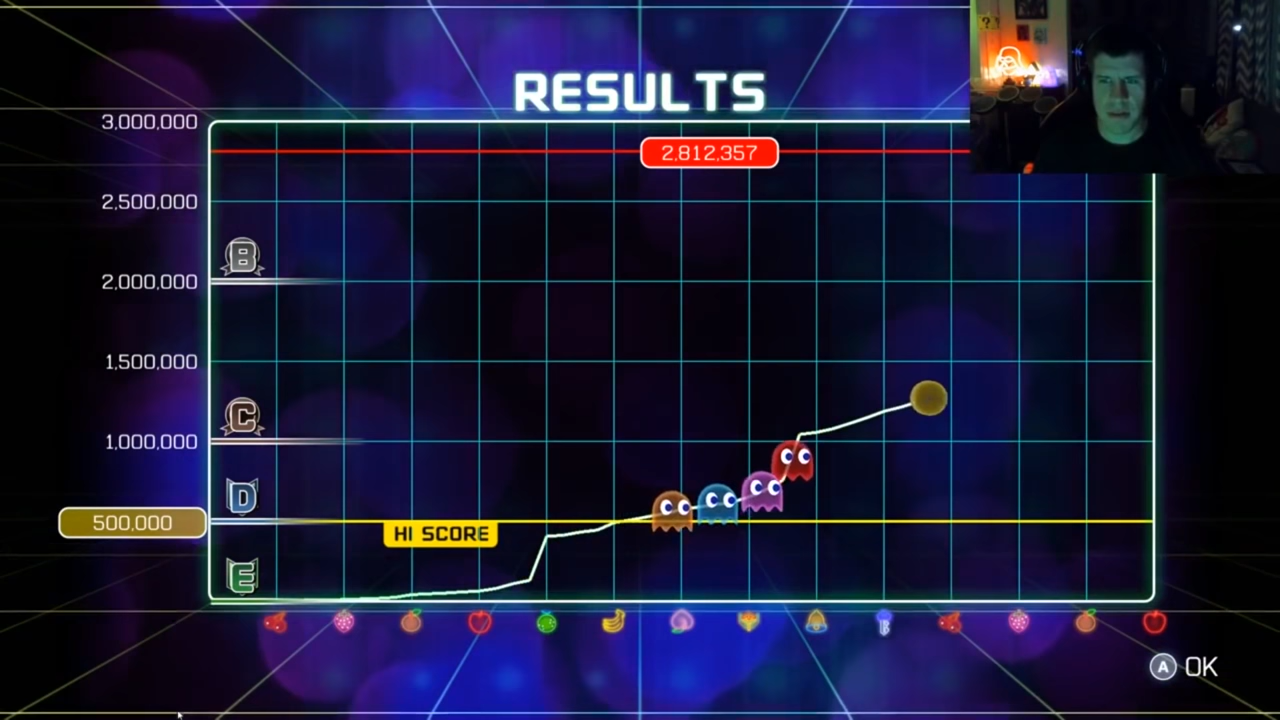 RESULTS
3,000,000
2,812,357
2,500,000
B
2,000,000
1,500,000
C
1,000,000
D
500,000
HI SCORE
E
A OK
?